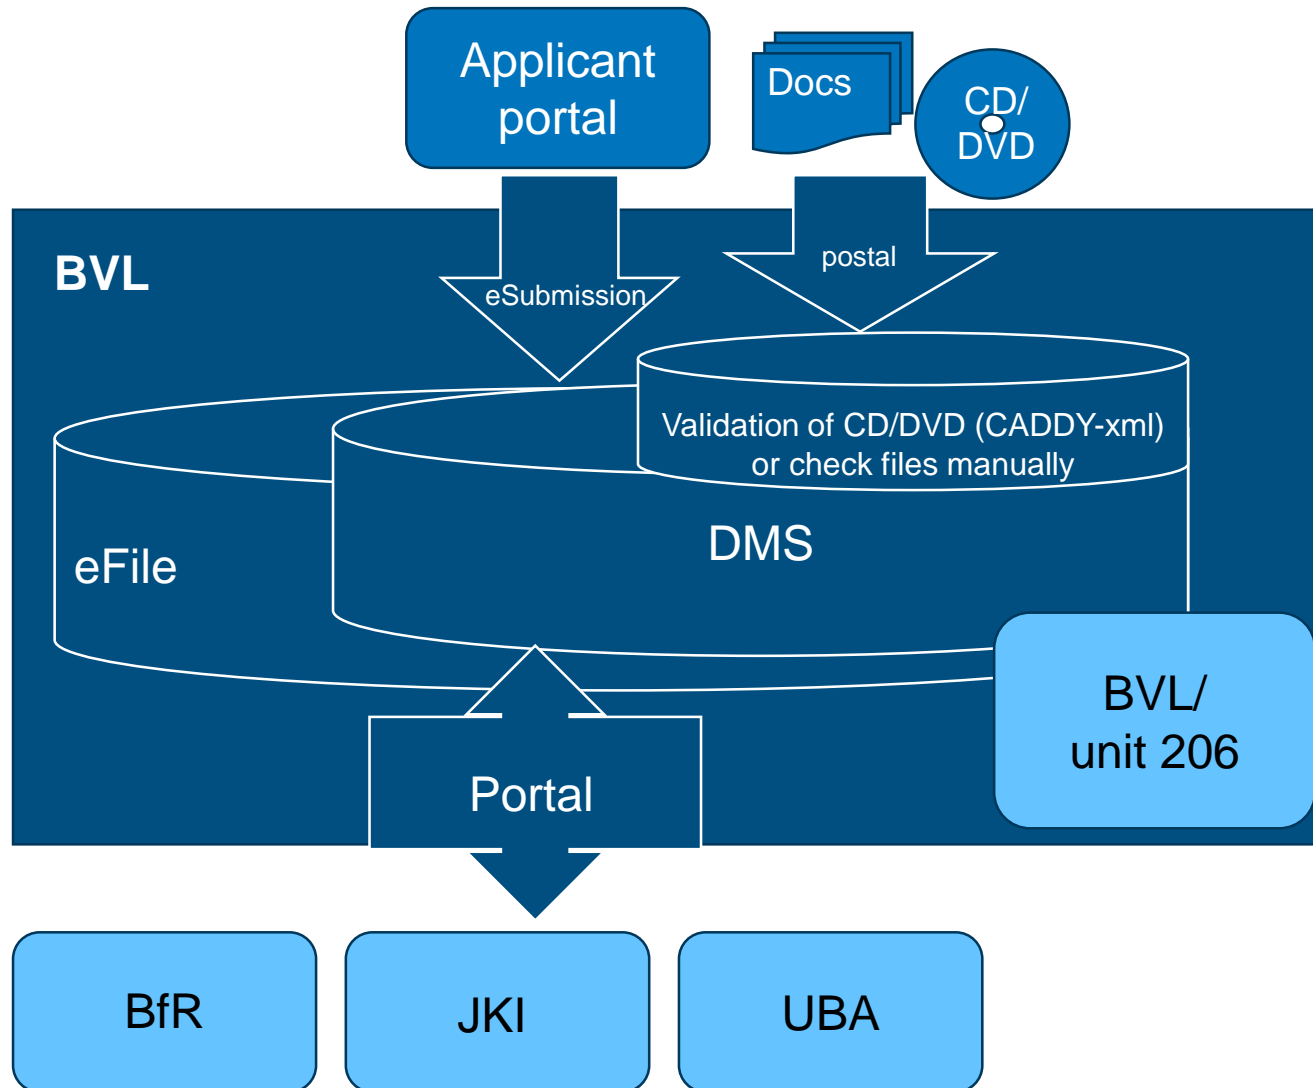 Applicant
portal
Docs
CD/
DVD
BVL
eSubmission
postal
Validation of CD/DVD (CADDY-xml)
or check files manually
eFile
DMS
BVL/
unit 206
Portal
BfR
JKI
UBA